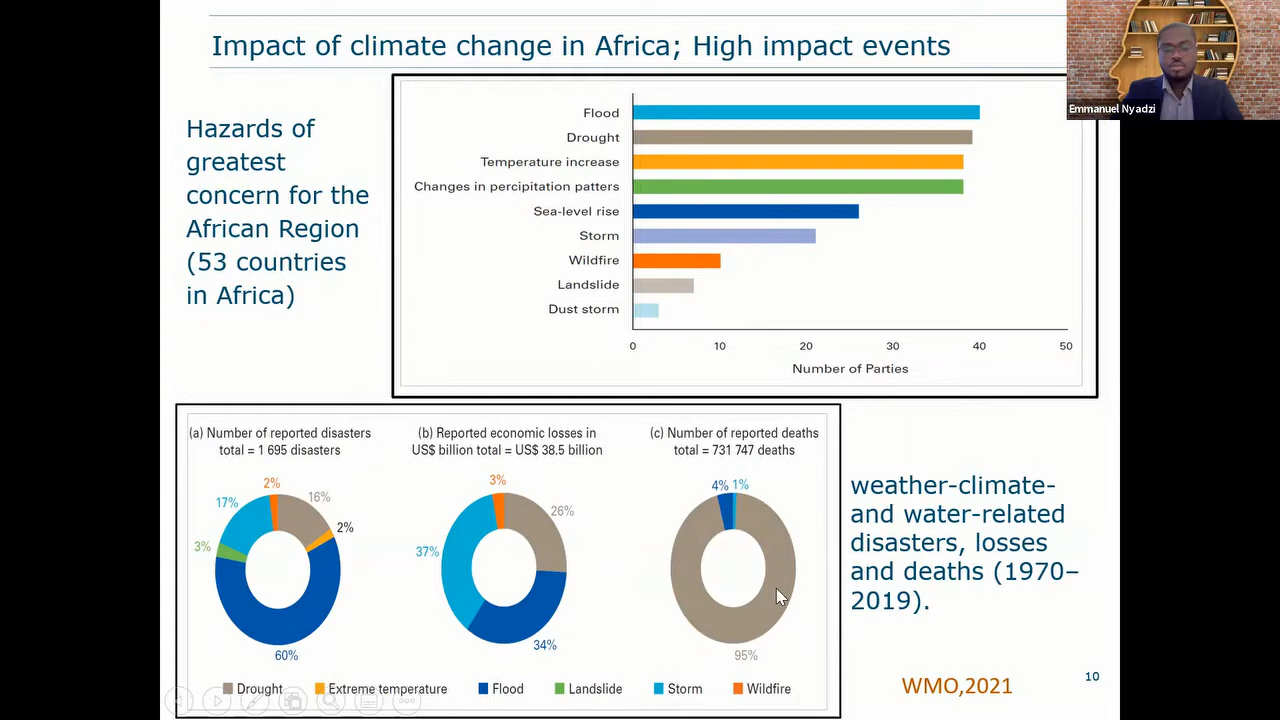 Impact of climate change in Africa; High impact events
Emmanuel Nyadzi
Hazards of
greatest
concern for the
African Region
(53 countries
in Africa)
Flood
Drought
Temperature increase
Changes in percipitation patters
Sea-level rise
Storm
Wildfire
Landslide
Dust storm
0 10 20 30 40 50
Number of Parties
(a) Number of reported disasters
total = 1 695 disasters
2%
17%
16%
2%
3%
60%
(b) Reported economic losses in
US$ billion total = US$ 38.5 billion
3%
26%
37%
34%
(c) Number of reported deaths
total = 731 747 deaths
4% 1%
95%
Drought Extreme temperature Flood Landslide Storm Wildfire
weather-climate-
and water-related
disasters, losses
and deaths (1970–
2019).
WMO,2021
10